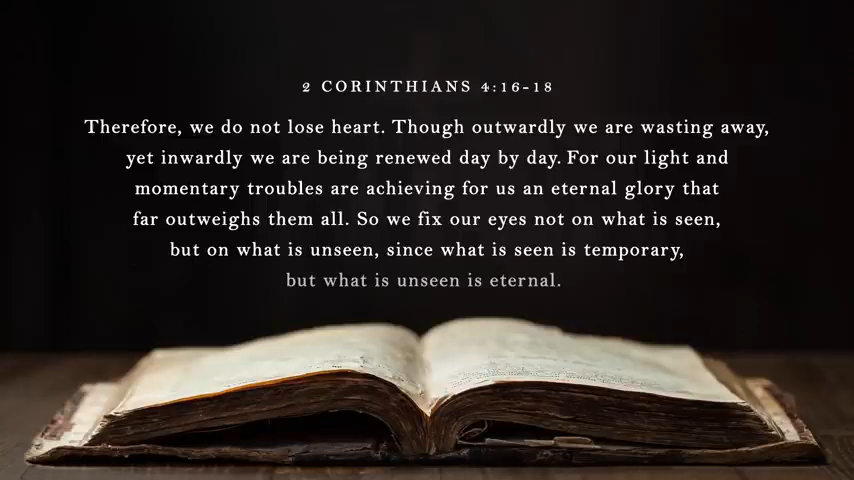 2 CORINTHIANS 4:16-18
Therefore, we do not lose heart. Though outwardly we are wasting away,
yet inwardly we are being renewed day by day. For our light and
momentary troubles are achieving for us an eternal glory that
far outweighs them all. So we fix our eyes not on what is seen,
but on what is unseen, since what is seen is temporary,
but what is unseen is eternal.